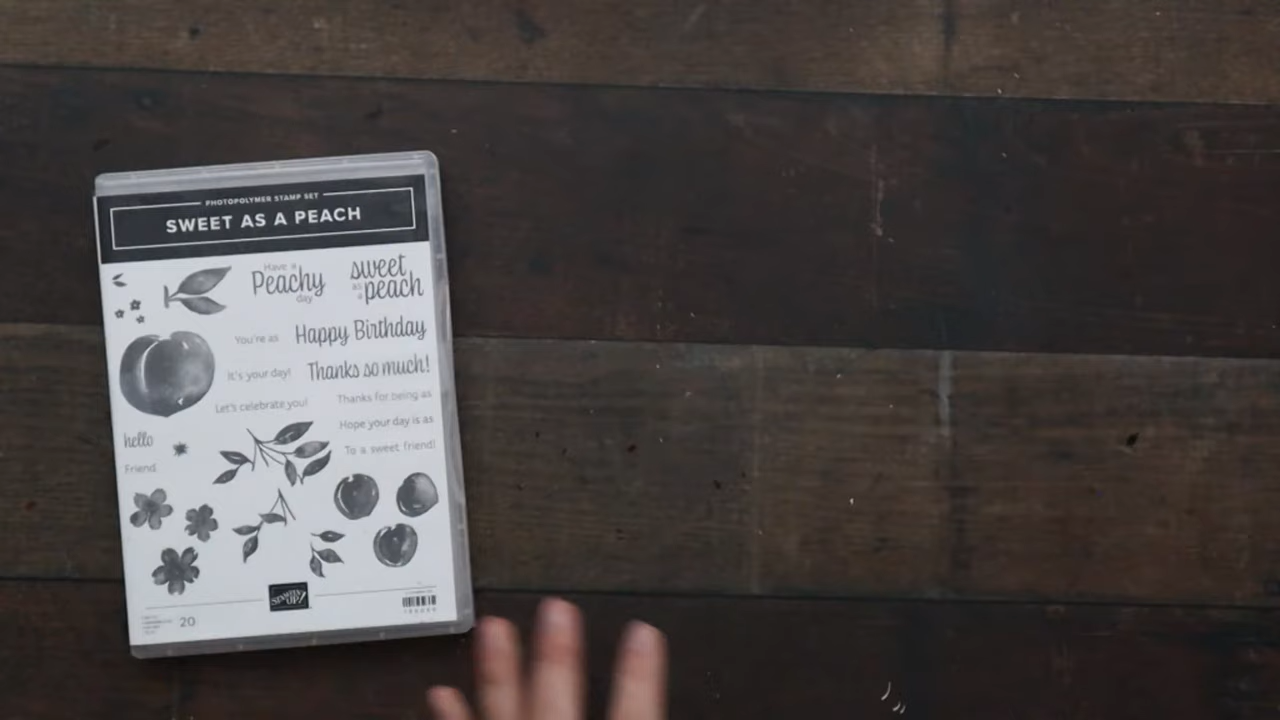 PHOTOPOLYMER STAMP SET
SWEET AS A PEACH
Have a
Peachy
day
sweet
as
a
peach
You're as
Happy Birthday
It's your day!
Thanks so much!
Let's celebrate you!
Thanks for being as
Hope your day is as
To a sweet friend!
hello
Friend
STAMPIN' UP!
20